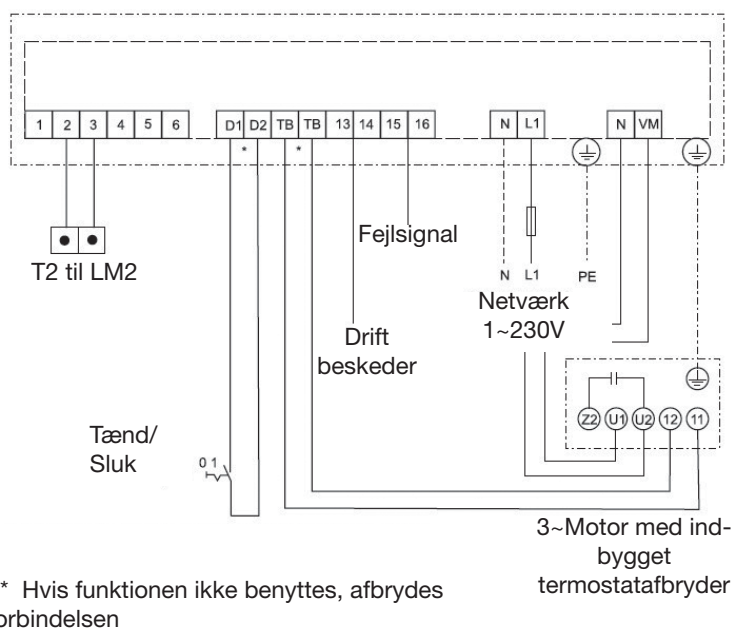 1 2 3 4 5 6 D1 D2 TB TB 13 14 15 16 N L1 N VM
* *
T2 til LM2
Fejlsignal
N L1 PE
Netværk
1~230V
Drift
beskeder
Z2 U1 U2 12 11
Tænd/
Sluk
0 1
3~Motor med ind-
bygget
termostatafbryder
* Hvis funktionen ikke benyttes, afbrydes
orbindelsen